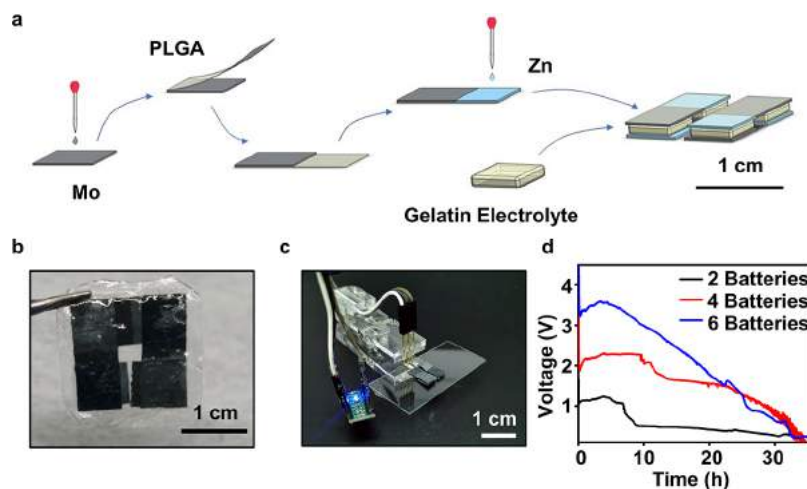 a
PLGA
Zn
Mo
Gelatin Electrolyte
1 cm
b
1 cm
c
1 cm
d
2 Batteries
4 Batteries
6 Batteries
Voltage (V)
4
3
2
1
0
10
20
30
Time (h)